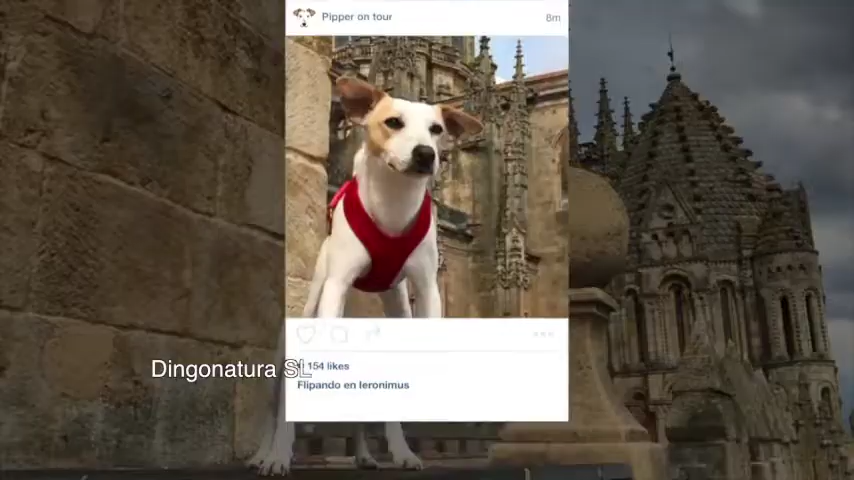 Pipper on tour
8m
154 likes
Flipando en Ieronimus
Dingonatura SL